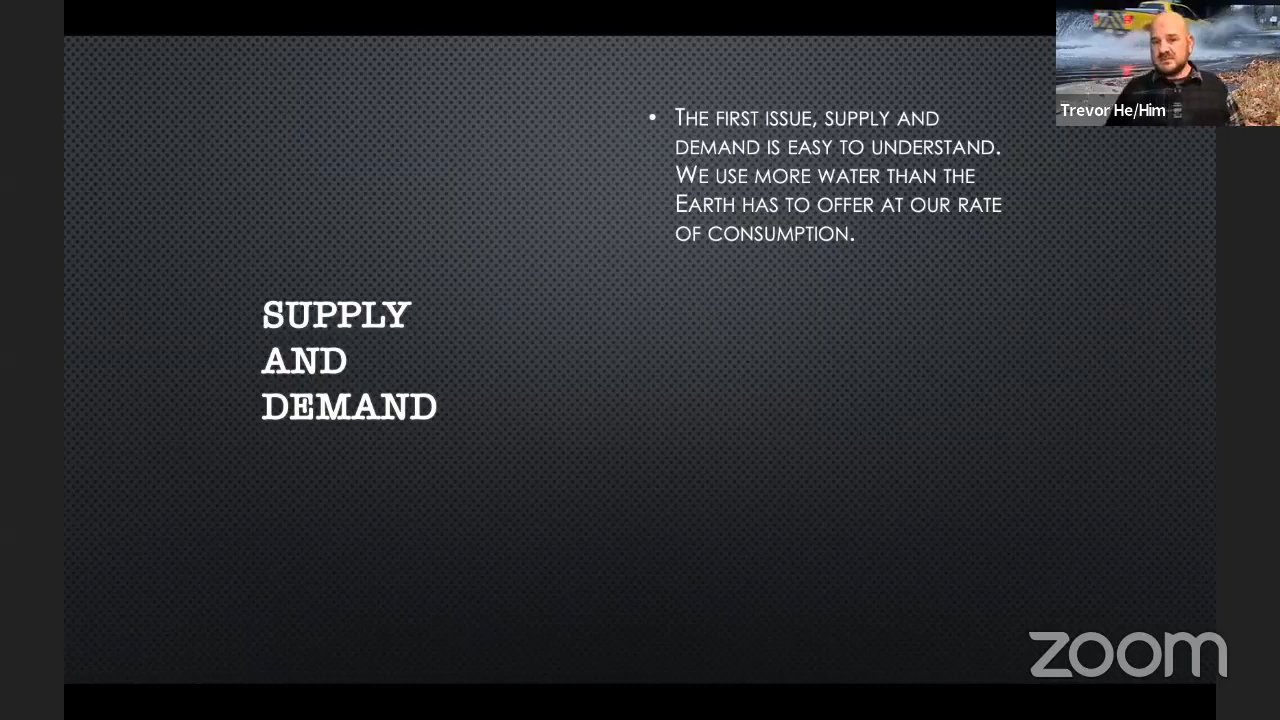 Trevor He/Him
• The first issue, supply and
demand is easy to understand.
We use more water than the
Earth has to offer at our rate
of consumption.
SUPPLY
AND
DEMAND
zoom